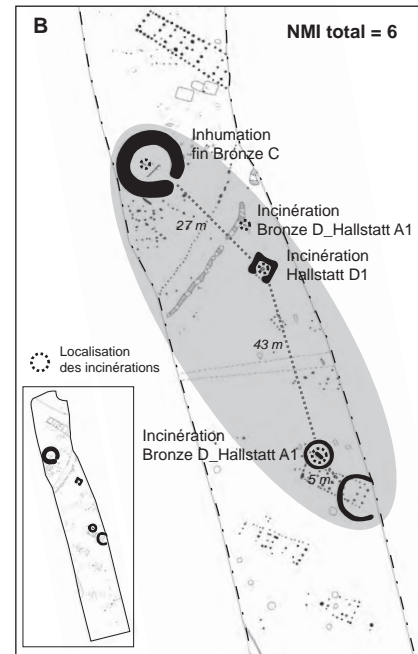 B
NMI total = 6
Inhumation
fin Bronze C
27 m
Incinération
Bronze D_Hallstatt A1
Incinération
Hallstatt D1
43 m
Localisation
des incinérations
Incinération
Bronze D_Hallstatt A1
5 m